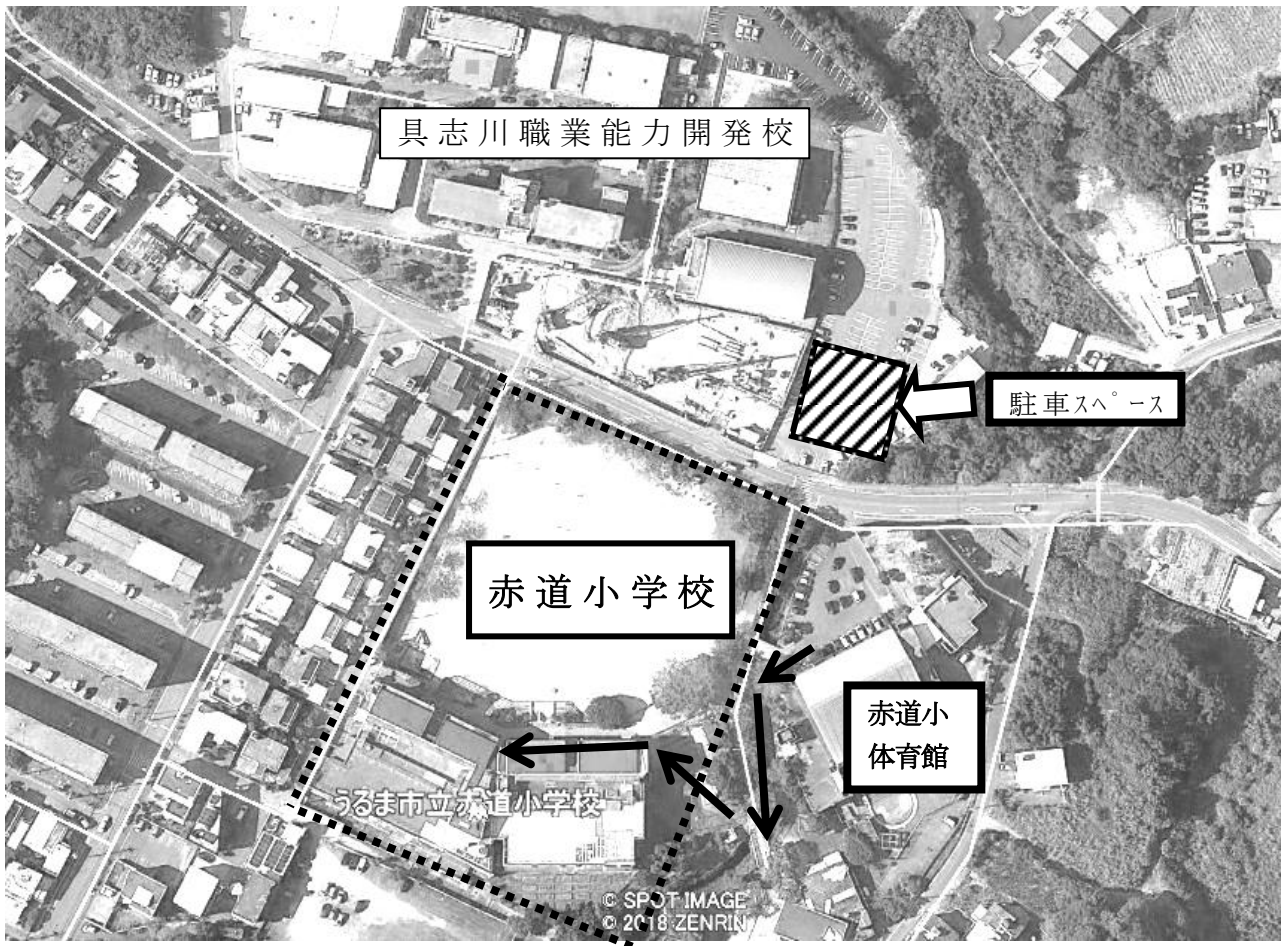 具志川職業能力開発校
駐車ｽﾍﾟｰｽ
赤道小学校
赤道小
体育館
うるま市立赤道小学校
© SPOT IMAGE
© 2018 ZENRIN